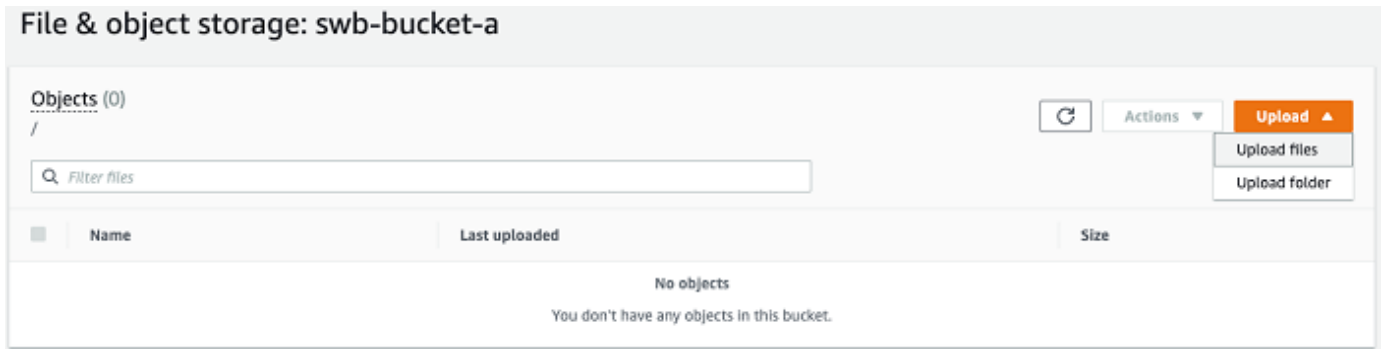 File & object storage: swb-bucket-a
Objects (0)
/
Actions ▼
Upload ▲
Upload files
Upload folder
Filter files
Name
Last uploaded
Size
No objects
You don't have any objects in this bucket.